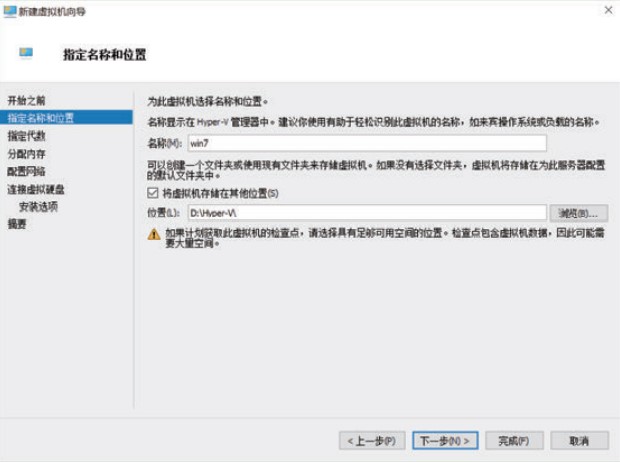 新建虚拟机向导
指定名称和位置
开始之前
指定名称和位置
指定代数
分配内存
配置网络
连接虚拟硬盘
安装选项
摘要
为此虚拟机选择名称和位置。
名称显示在 Hyper-V 管理器中。建议你使用有助于轻松识别此虚拟机的名称，如来宾操作系统或负载的名称。
名称(M): win7
可以创建一个文件夹或使用现有文件夹来存储虚拟机。如果没有选择文件夹，虚拟机将存储在为此服务器配置
的默认文件夹中。
将虚拟机存储在其他位置(S)
位置(L): D:\Hyper-V\ 浏览(B)...
如果计划获取此虚拟机的检查点，请选择具有足够可用空间的位置。检查点包含虚拟机数据，因此可能需
要大量空间。
< 上一步(P) 下一步(N) > 完成(F) 取消